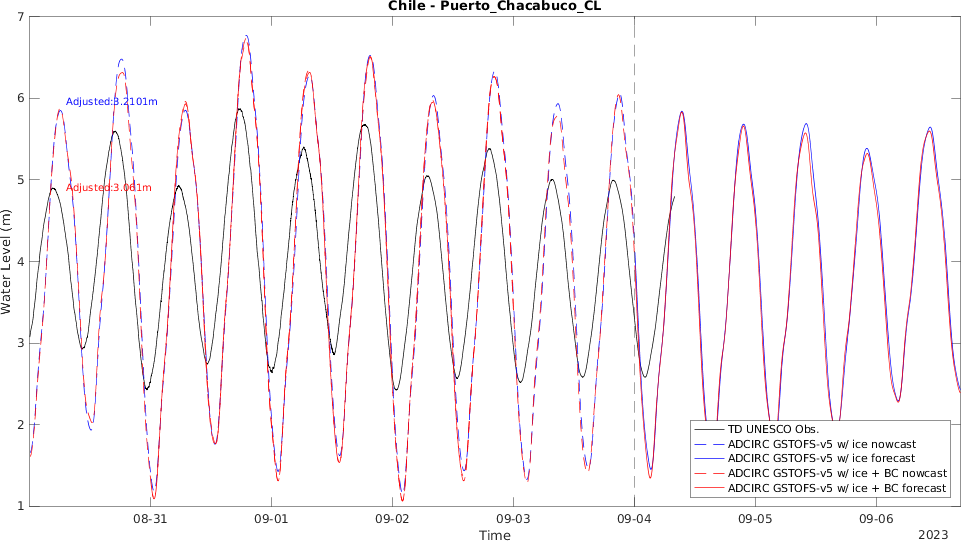 Chile - Puerto_Chacabuco_CL
7
6
5
4
3
2
1
Water Level (m)
Adjusted:3.2101m
Adjusted:3.061m
TD UNESCO Obs.
ADCIRC GSTOFS-v5 w/ ice nowcast
ADCIRC GSTOFS-v5 w/ ice forecast
ADCIRC GSTOFS-v5 w/ ice + BC nowcast
ADCIRC GSTOFS-v5 w/ ice + BC forecast
08-31 09-01 09-02 09-03 09-04 09-05 09-06
Time
2023